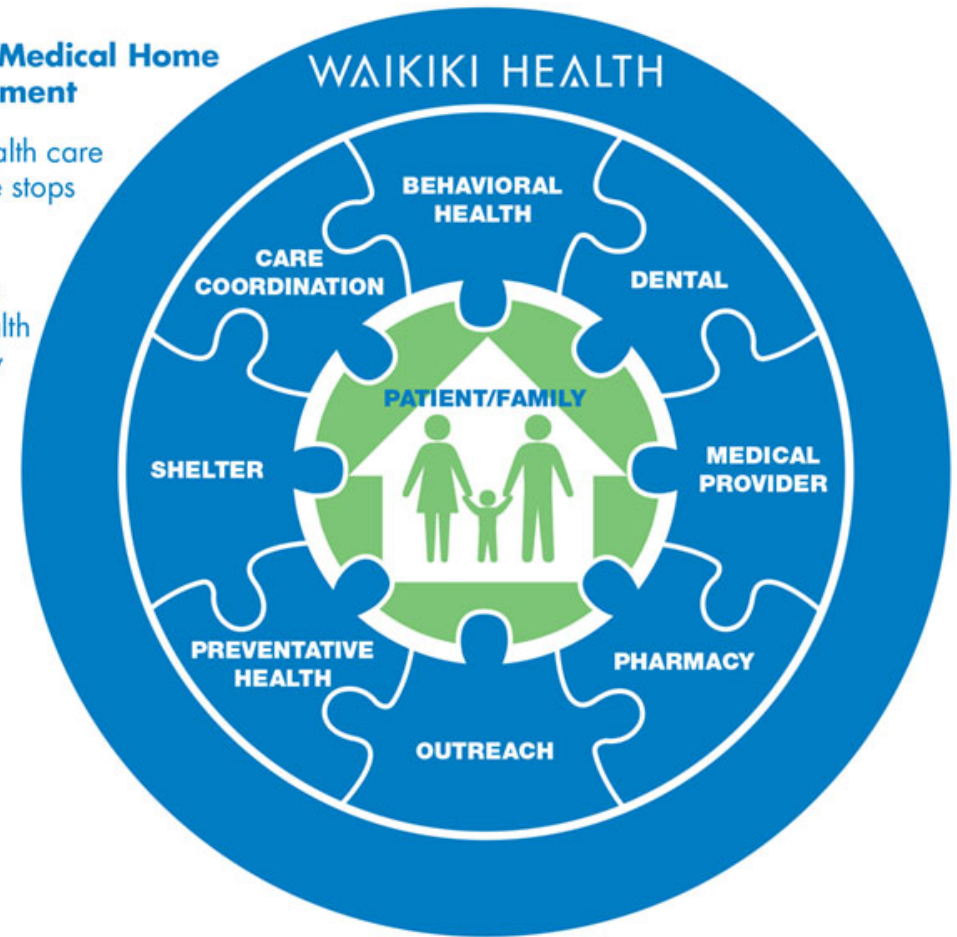 Medical Home
ment
alth care
stops
lth
WAIKIKI HEALTH
BEHAVIORAL
HEALTH
CARE
COORDINATION
DENTAL
PATIENT/FAMILY
SHELTER
MEDICAL
PROVIDER
PREVENTATIVE
HEALTH
PHARMACY
OUTREACH